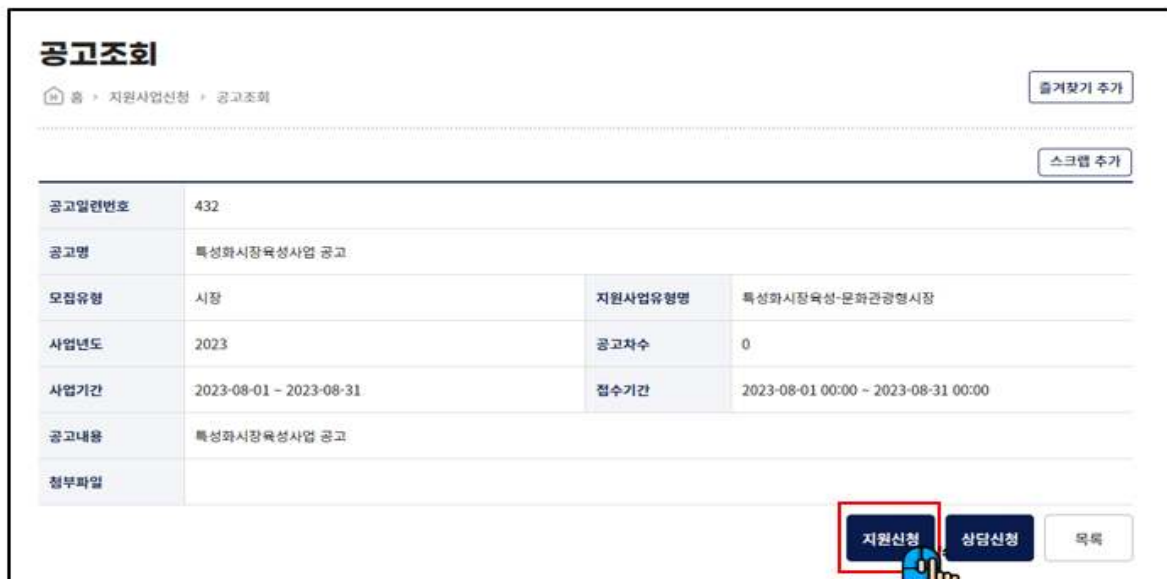 공고조회
홈 > 지원사업신청 > 공고조회
즐겨찾기 추가
스크랩 추가
공고일련번호 432
공고명 특성화시장육성사업 공고
모집유형 시장 지원사업유형명 특성화시장육성-문화관광형시장
사업년도 2023 공고차수 0
사업기간 2023-08-01 ~ 2023-08-31 접수기간 2023-08-01 00:00 ~ 2023-08-31 00:00
공고내용 특성화시장육성사업 공고
첨부파일
지원신청 상담신청 목록